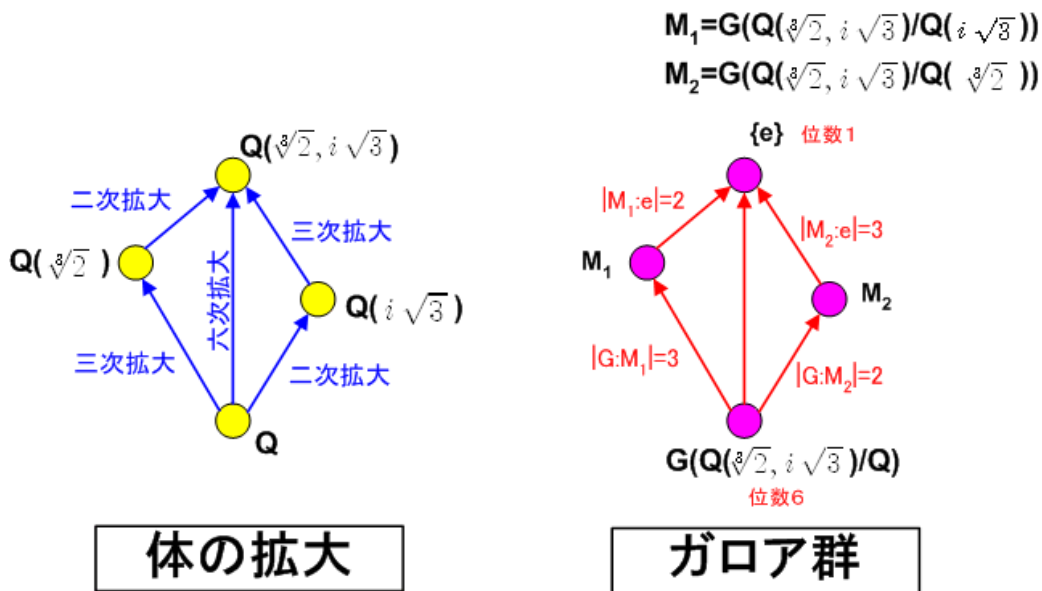 M₁=G(Q(∛2, i√3)/Q(i√3))
M₂=G(Q(∛2, i√3)/Q(∛2))
Q(∛2, i√3)
二次拡大
三次拡大
Q(∛2)
六次拡大
Q(i√3)
三次拡大
二次拡大
Q
体の拡大
{e} 位数1
|M₁:e|=2
|M₂:e|=3
M₁
M₂
|G:M₁|=3
|G:M₂|=2
G(Q(∛2, i√3)/Q)
位数6
ガロア群